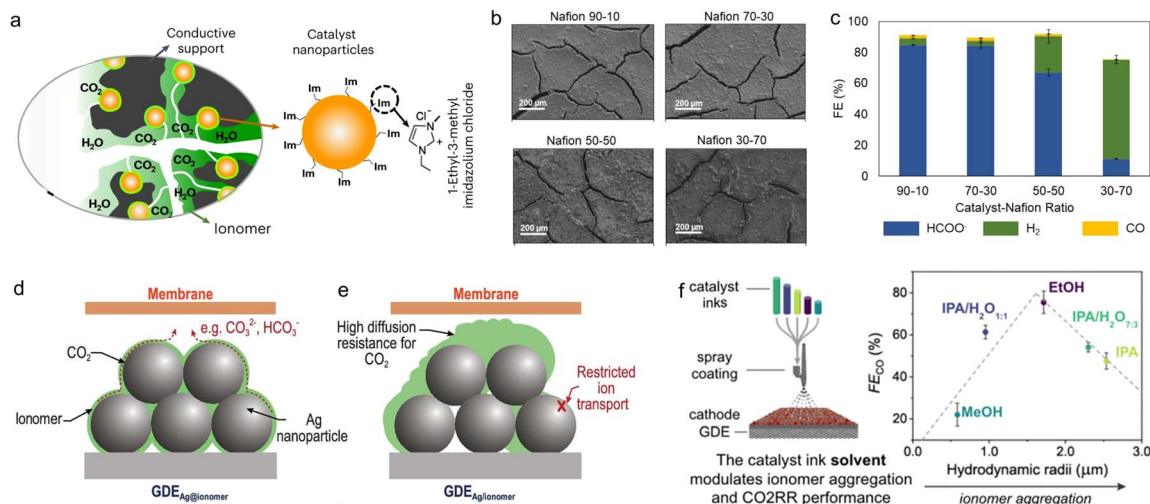 a
Conductive
support
Catalyst
nanoparticles
CO2
CO2
H2O
CO2
CO2
H2O
CO2
CO2
H2O
H2O
CO2
Ionomer
Im
Im
Im
Im
Im
Im
Im
Im
Im
Im
Cl-
+
1-Ethyl-3-methyl
imidazolium chloride
b
Nafion 90-10
Nafion 70-30
200 µm
200 µm
Nafion 50-50
Nafion 30-70
200 µm
200 µm
c
FE (%)
100
80
60
40
20
0
90-10
70-30
50-50
30-70
Catalyst-Nafion Ratio
HCOO-
H2
CO
d
Membrane
e.g. CO3^2-, HCO3^-
CO2
Ionomer
Ag
nanoparticle
GDEAg@ionomer
e
Membrane
High diffusion
resistance for
CO2
Restricted
ion
transport
X
GDEAg/ionomer
f
catalyst
inks
spray
coating
cathode
GDE
The catalyst ink solvent
modulates ionomer aggregation
and CO2RR performance
FECO (%)
80
60
40
20
IPA/H2O1:1
EtOH
IPA/H2O7:3
IPA
MeOH
0
1.0
2.0
3.0
Hydrodynamic radii (µm)
ionomer aggregation